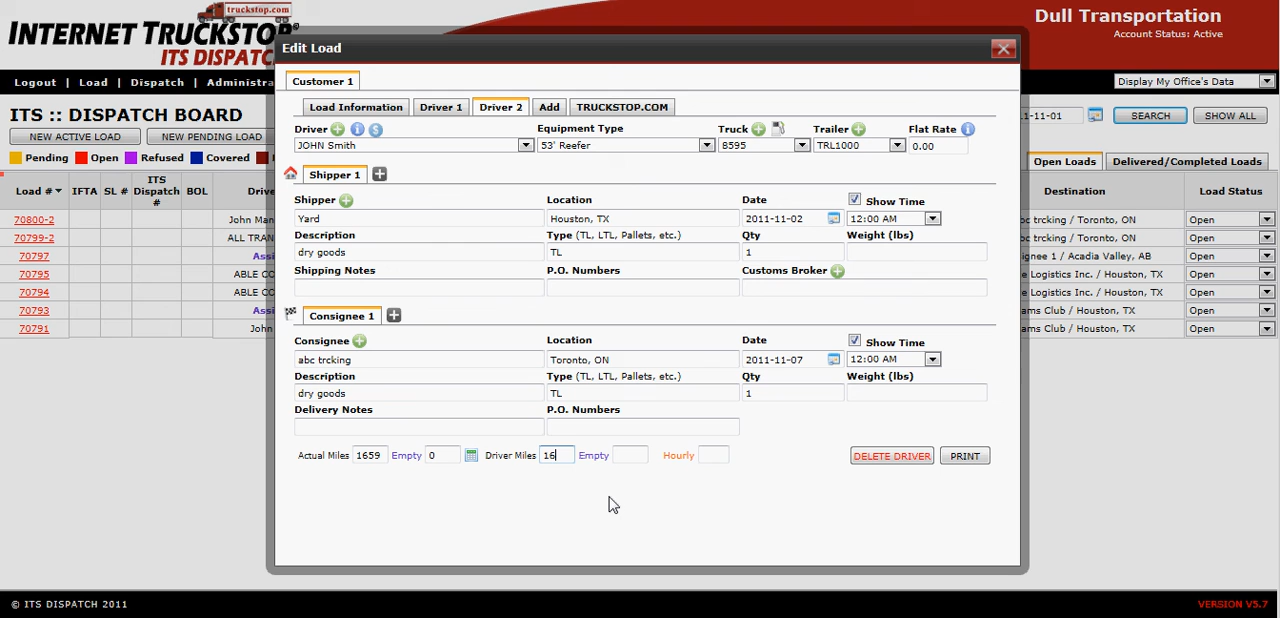 truckstop.com
INTERNET TRUCKSTOP®
ITS DISPATC
Dull Transportation
Account Status: Active
Logout | Load | Dispatch | Administra
Display My Office's Data
ITS :: DISPATCH BOARD
NEW ACTIVE LOAD
NEW PENDING LOAD
1-11-01
SEARCH
SHOW ALL
Pending Open Refused Covered
Open Loads
Delivered/Completed Loads
Load # IFTA SL # ITS Dispatch # BOL Drive
Destination Load Status
70800-2 John Man abc trcking / Toronto, ON Open
70799-2 ALL TRAN abc trcking / Toronto, ON Open
70797 Assi ignee 1 / Acadia Valley, AB Open
70795 ABLE CO e Logistics Inc. / Houston, TX Open
70794 ABLE CO e Logistics Inc. / Houston, TX Open
70793 Assi ams Club / Houston, TX Open
70791 John ams Club / Houston, TX Open
Edit Load
Customer 1
Load Information Driver 1 Driver 2 Add TRUCKSTOP.COM
Driver Equipment Type Truck Trailer Flat Rate
JOHN Smith 53' Reefer 8595 TRL1000 0.00
Shipper 1
Shipper Location Date Show Time
Yard Houston, TX 2011-11-02 12:00 AM
Description Type (TL, LTL, Pallets, etc.) Qty Weight (lbs)
dry goods TL 1
Shipping Notes P.O. Numbers Customs Broker
Consignee 1
Consignee Location Date Show Time
abc trcking Toronto, ON 2011-11-07 12:00 AM
Description Type (TL, LTL, Pallets, etc.) Qty Weight (lbs)
dry goods TL 1
Delivery Notes P.O. Numbers
Actual Miles 1659 Empty 0 Driver Miles 16 Empty Hourly DELETE DRIVER PRINT
© ITS DISPATCH 2011
VERSION V5.7